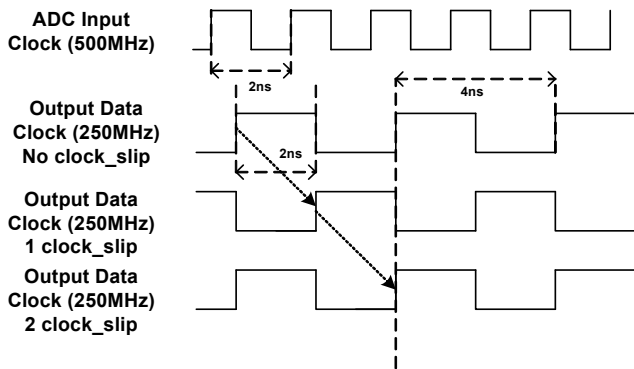 ADC Input
Clock (500MHz)
2ns
4ns
Output Data
Clock (250MHz)
No clock_slip
2ns
Output Data
Clock (250MHz)
1 clock_slip
Output Data
Clock (250MHz)
2 clock_slip